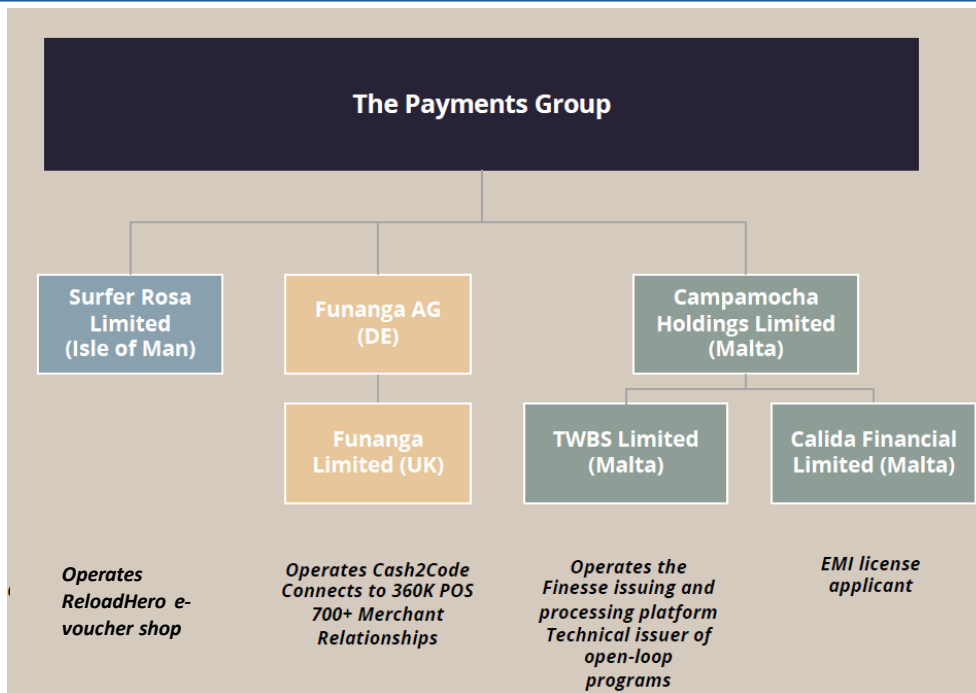 The Payments Group
Surfer Rosa
Limited
(Isle of Man)
Funanga AG
(DE)
Campamocha
Holdings Limited
(Malta)
Funanga
Limited (UK)
TWBS Limited
(Malta)
Calida Financial
Limited (Malta)
Operates
ReloadHero e-
voucher shop
Operates Cash2Code
Connects to 360K POS
700+ Merchant
Relationships
Operates the
Finesse issuing and
processing platform
Technical issuer of
open-loop
programs
EMI license
applicant